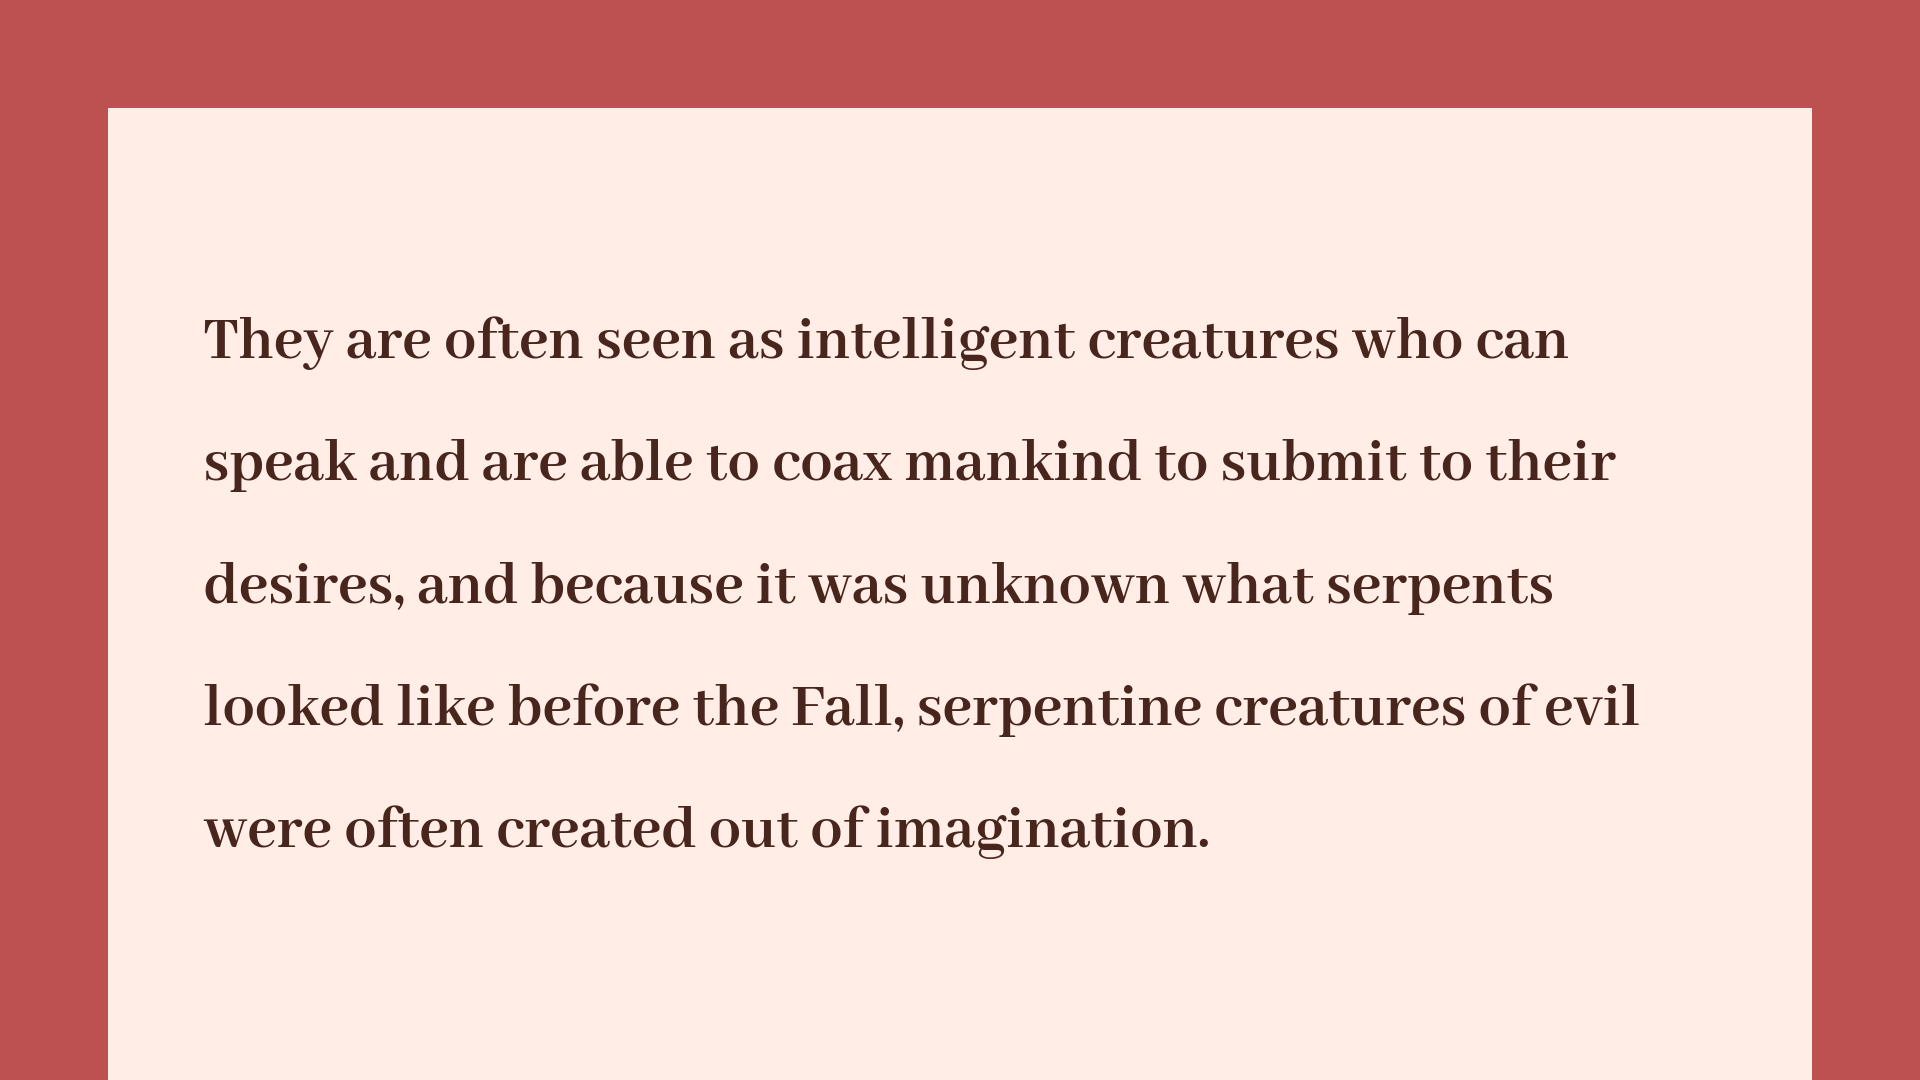 They are often seen as intelligent creatures who can
speak and are able to coax mankind to submit to their
desires, and because it was unknown what serpents
looked like before the Fall, serpentine creatures of evil
were often created out of imagination.